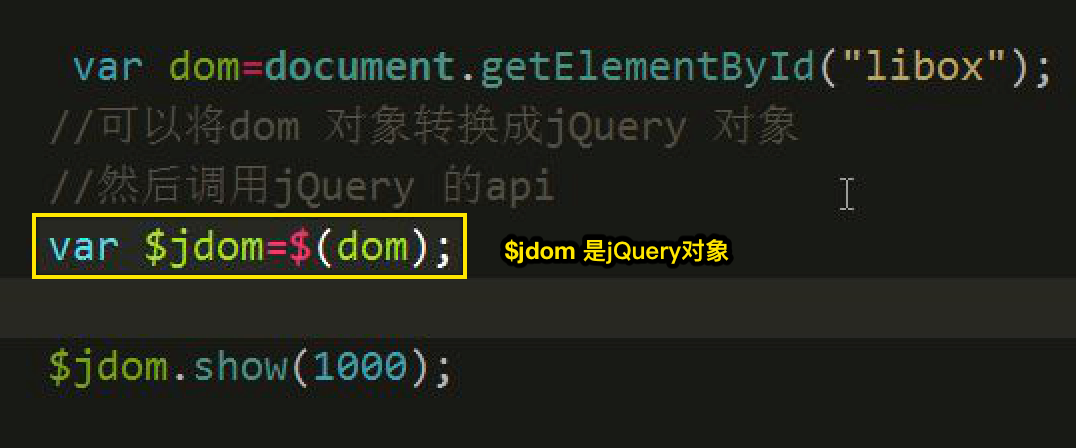 var dom=document.getElementById("libox");
//可以将dom 对象转换成jQuery 对象
//然后调用jQuery 的api
var $jdom=$(dom);
$jdom 是jQuery对象
$jdom.show(1000);